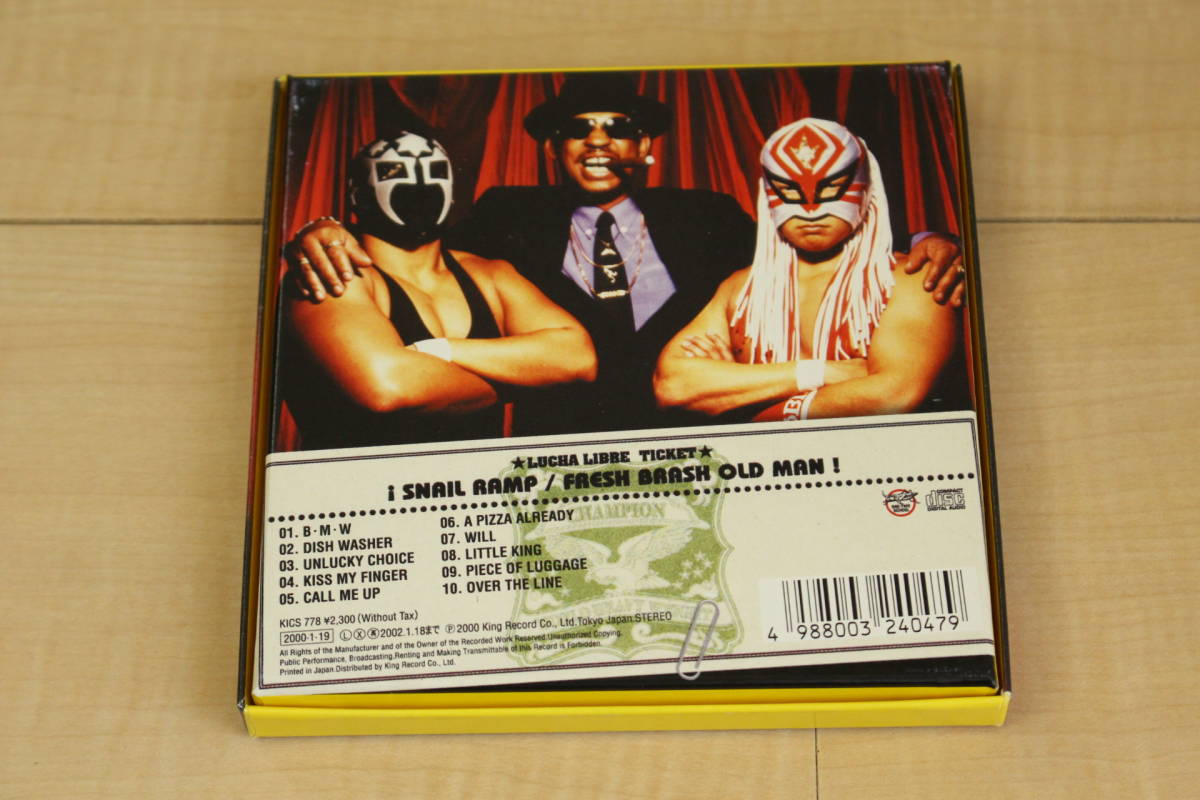 ★LUCHA LIBRE TICKET★
¡ SNAIL RAMP / FRESH BRASH OLD MAN !
01. B・M・W
02. DISH WASHER
03. UNLUCKY CHOICE
04. KISS MY FINGER
05. CALL ME UP
06. A PIZZA ALREADY
07. WILL
08. LITTLE KING
09. PIECE OF LUGGAGE
10. OVER THE LINE
CHAMPION
COMPACT
disc
DIGITAL AUDIO
KICS 778 ¥2,300 (Without Tax)
2000·1·19 Ⓛ Ⓧ 2002.1.18まで Ⓟ 2000 King Record Co., Ltd.Tokyo Japan.STEREO
All Rights of the Manufacturer and of the Owner of the Recorded Work Reserved.Unauthorized Copying.
Public Performance, Broadcasting,Renting and Making Transmittable of this Record is Forbidden.
Printed in Japan.Distributed by King Record Co., Ltd.
4 988003 240479